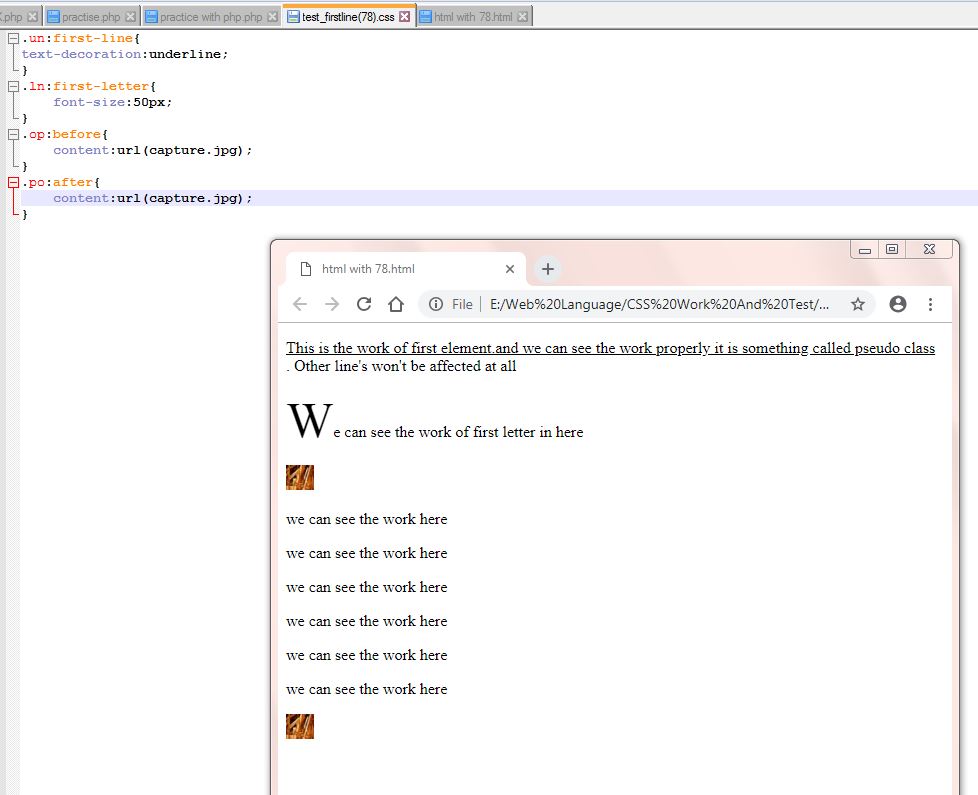 .php practise.php practice with php.php test_firstline(78).css html with 78.html
.un:first-line{
text-decoration:underline;
}
.ln:first-letter{
font-size:50px;
}
.op:before{
content:url(capture.jpg);
}
.po:after{
content:url(capture.jpg);
}
html with 78.html
File E:/Web%20Language/CSS%20Work%20And%20Test/...
This is the work of first element.and we can see the work properly it is something called pseudo class
. Other line's won't be affected at all
We can see the work of first letter in here
we can see the work here
we can see the work here
we can see the work here
we can see the work here
we can see the work here
we can see the work here